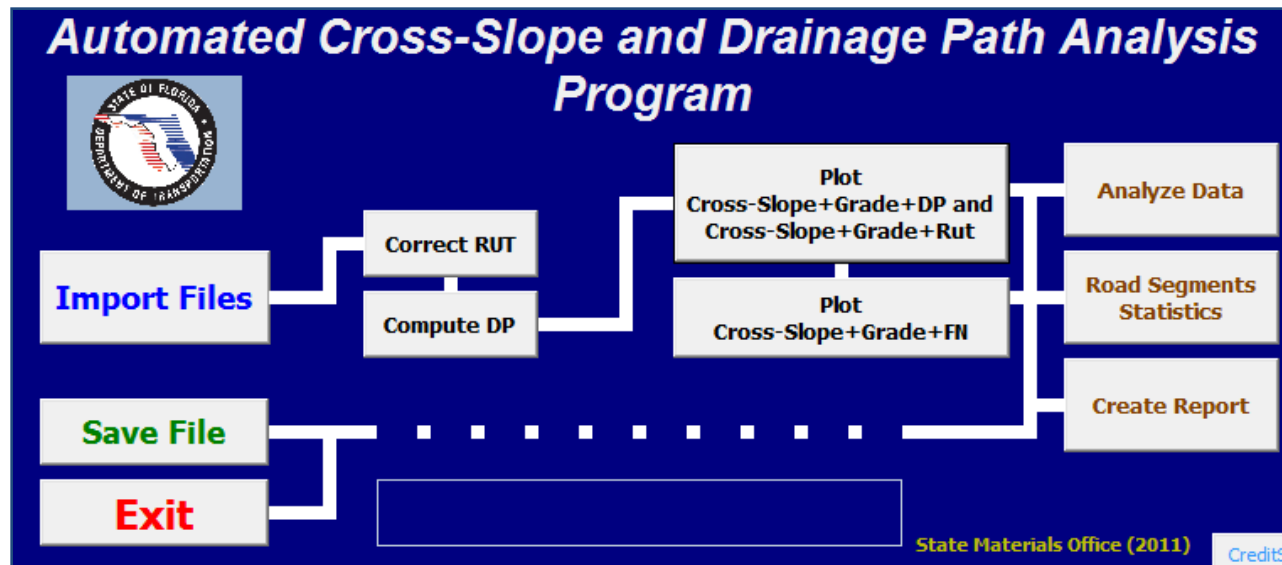 Automated Cross-Slope and Drainage Path Analysis
Program
STATE OF FLORIDA
DEPARTMENT OF TRANSPORTATION
Import Files
Correct RUT
Compute DP
Plot
Cross-Slope+Grade+DP and
Cross-Slope+Grade+Rut
Plot
Cross-Slope+Grade+FN
Analyze Data
Road Segments
Statistics
Create Report
Save File
Exit
State Materials Office (2011)
Credits